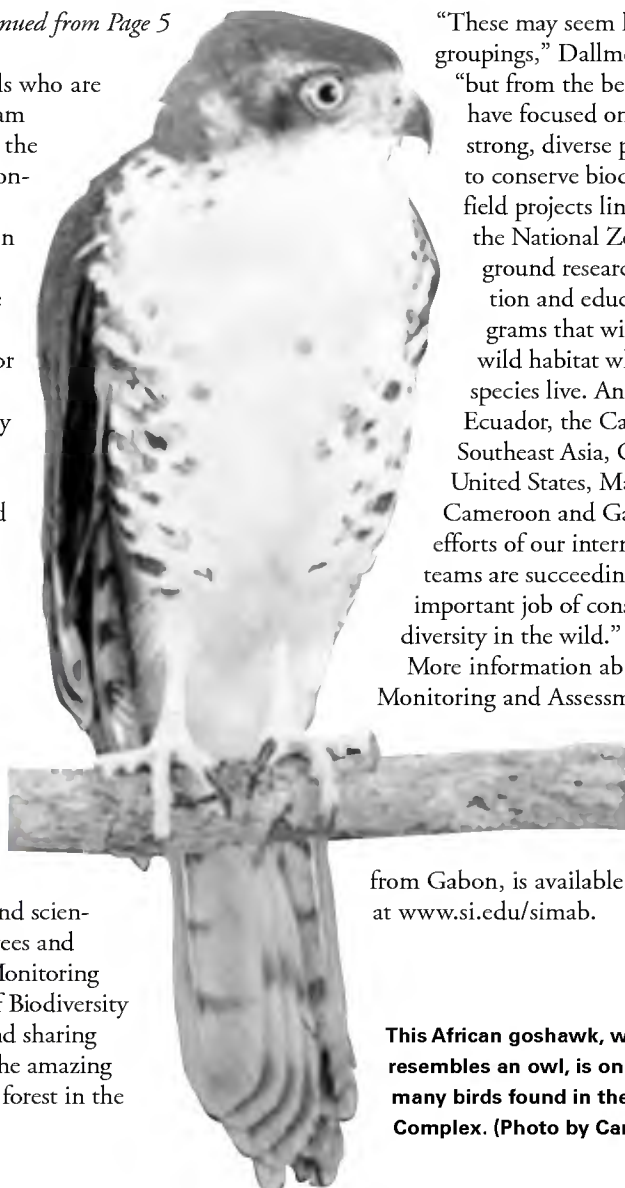 nued from Page 5
ls who are
am
the
on-
n
or
y
d
nd scien-
ees and
Monitoring
f Biodiversity
nd sharing
he amazing
forest in the
“These may seem l
groupings,” Dallme
“but from the be
have focused on
strong, diverse p
to conserve biod
field projects lin
the National Zo
ground researc
tion and educ
grams that wi
wild habitat wh
species live. An
Ecuador, the Ca
Southeast Asia, C
United States, Ma
Cameroon and Ga
efforts of our intern
teams are succeedin
important job of cons
diversity in the wild.”
More information ab
Monitoring and Assessm
from Gabon, is available
at www.si.edu/simab.
This African goshawk, w
resembles an owl, is on
many birds found in the
Complex. (Photo by Car